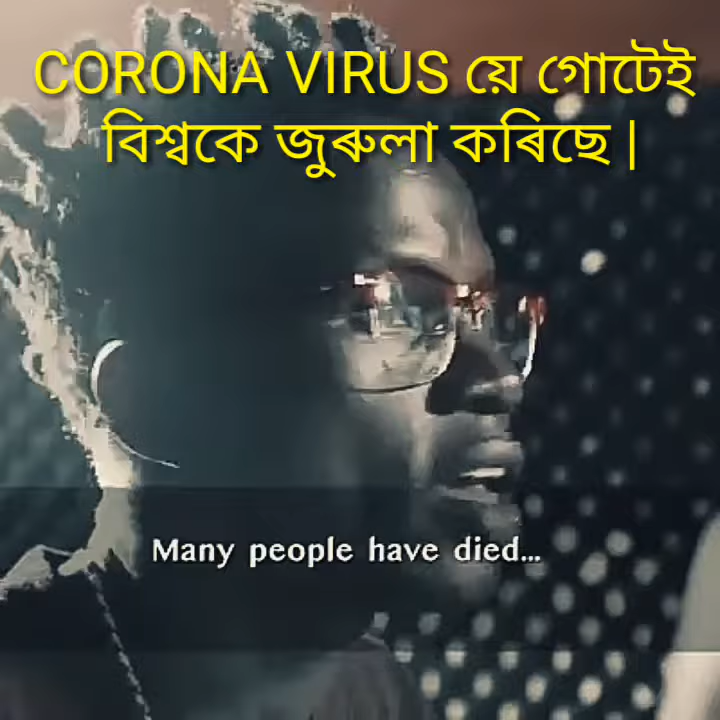 CORONA VIRUS য়ে গোটেই
বিশ্বকে জুৰুলা কৰিছে |
Many people have died...